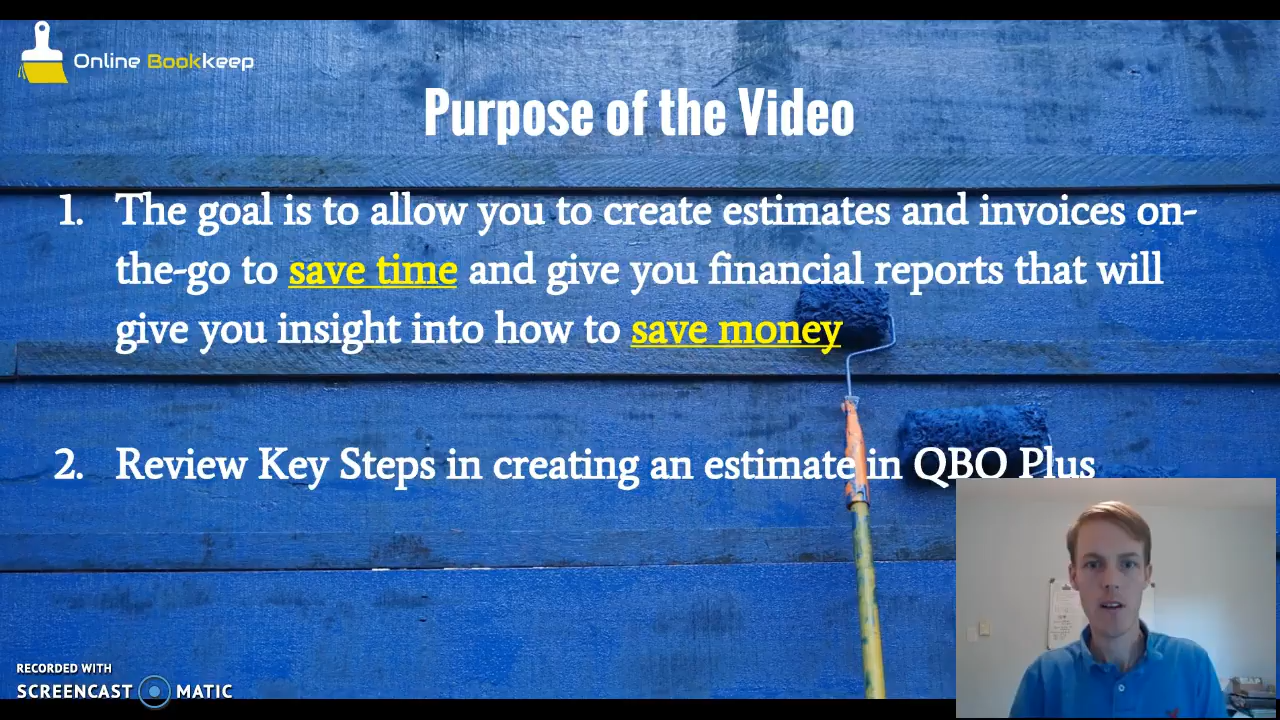 Online Bookkeep
Purpose of the Video
1. The goal is to allow you to create estimates and invoices on-
the-go to save time and give you financial reports that will
give you insight into how to save money
2. Review Key Steps in creating an estimate in QBO Plus
RECORDED WITH
SCREENCAST MATIC